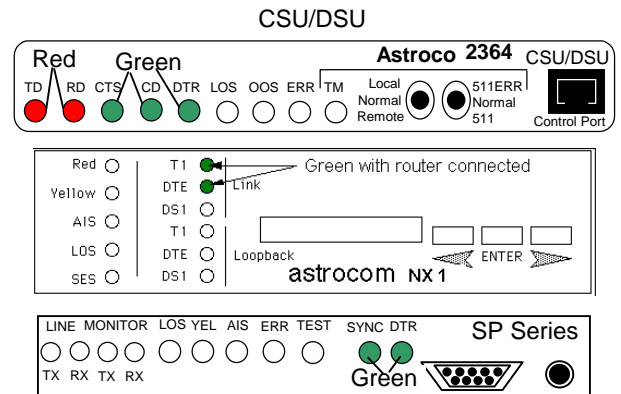 CSU/DSU
Red Green Astroco 2364 CSU/DSU
TD RD CTS CD DTR LOS OOS ERR TM
Local
Normal
Remote
511ERR
Normal
511
Control Port
Red T1 Green with router connected
Yellow DTE Link
AIS DS1
T1
LOS DTE Loopback ENTER
SES DS1 astrocom NX1
LINE MONITOR LOS YEL AIS ERR TEST SYNC DTR SP Series
TX RX TX RX Green